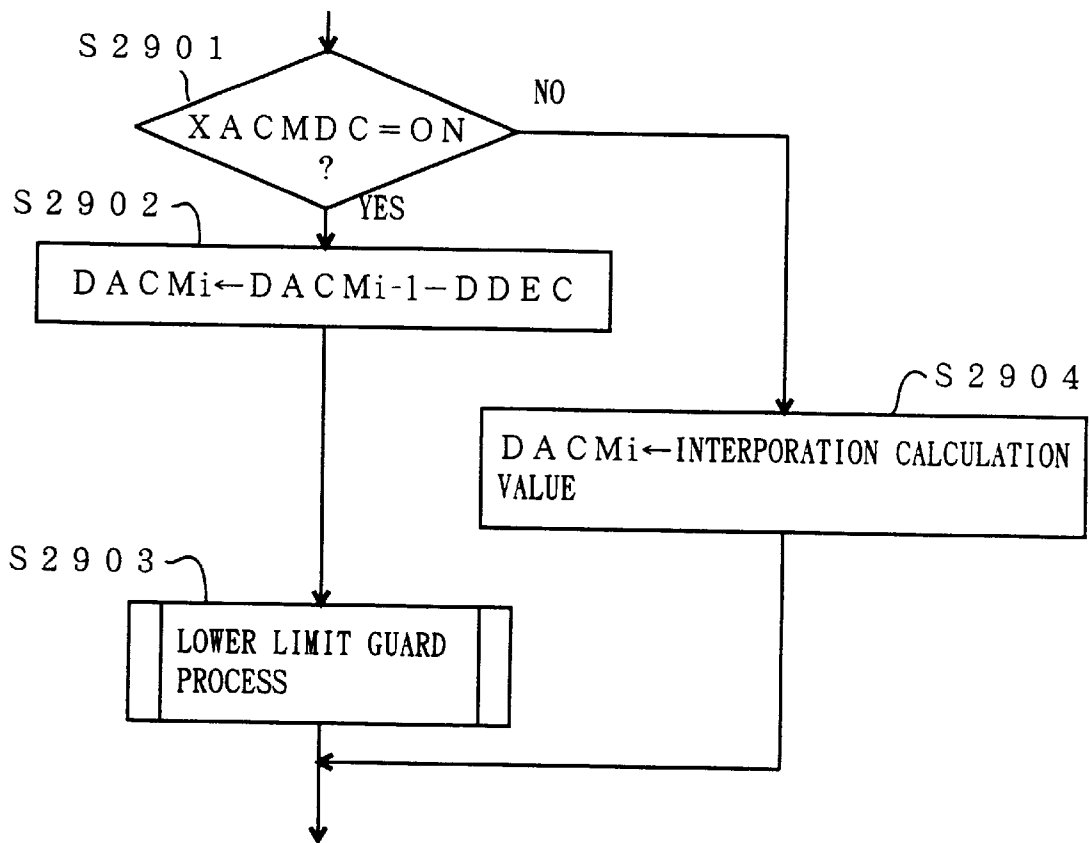 S2901
NO
XACMDC=ON
?
YES
S2902
DACMi←DACMi-1-DDEC
S2904
DACMi←INTERPORATION CALCULATION
VALUE
S2903
LOWER LIMIT GUARD
PROCESS